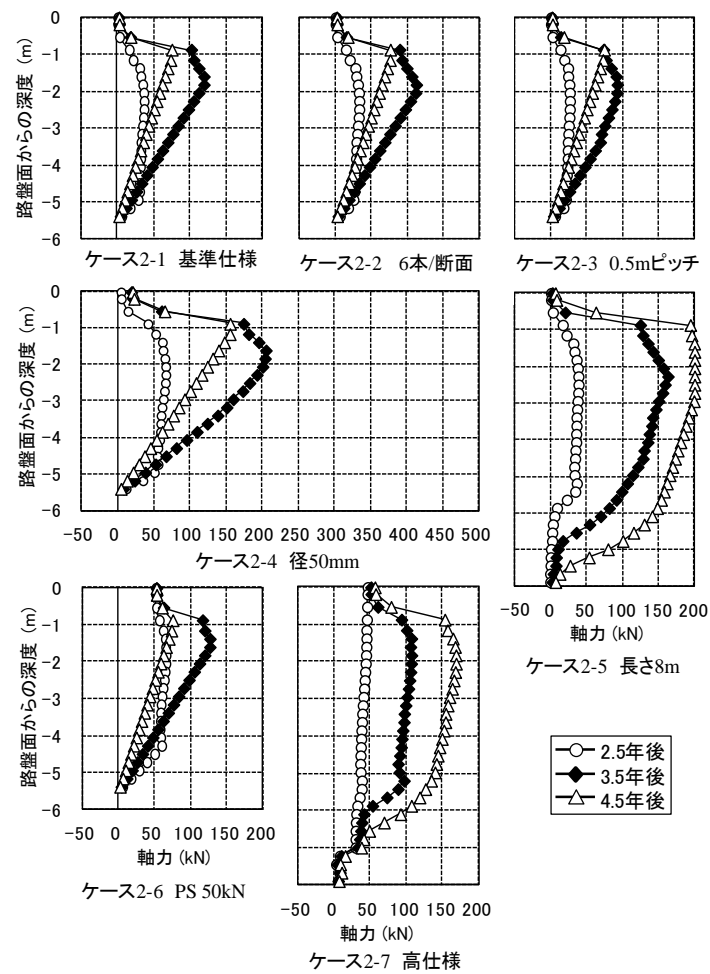 0
−1
−2
−3
−4
−5
−6
路盤面からの深度 (m)
ケース2-1 基準仕様
ケース2-2 6本/断面
ケース2-3 0.5mピッチ
0
−1
−2
−3
−4
−5
−6
路盤面からの深度 (m)
−50 0 50 100 150 200 250 300 350 400 450 500
ケース2-4 径50mm
−50 0 50 100 150 200
軸力 (kN)
ケース2-5 長さ8m
0
−1
−2
−3
−4
−5
−6
路盤面からの深度 (m)
−50 0 50 100 150 200
軸力 (kN)
ケース2-6 PS 50kN
−50 0 50 100 150 200
軸力 (kN)
ケース2-7 高仕様
2.5年後
3.5年後
4.5年後